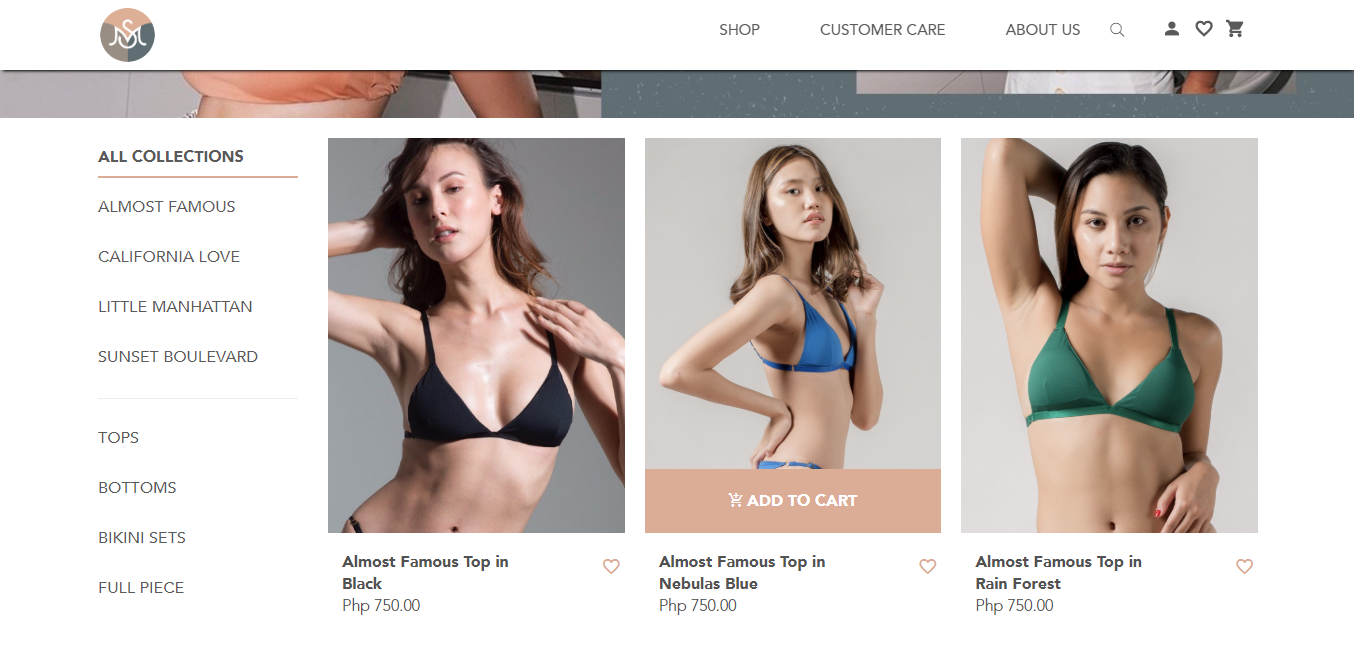 SHOP
CUSTOMER CARE
ABOUT US
ALL COLLECTIONS
ALMOST FAMOUS
CALIFORNIA LOVE
LITTLE MANHATTAN
SUNSET BOULEVARD
TOPS
BOTTOMS
BIKINI SETS
FULL PIECE
ADD TO CART
Almost Famous Top in
Black
Php 750.00
Almost Famous Top in
Nebulas Blue
Php 750.00
Almost Famous Top in
Rain Forest
Php 750.00